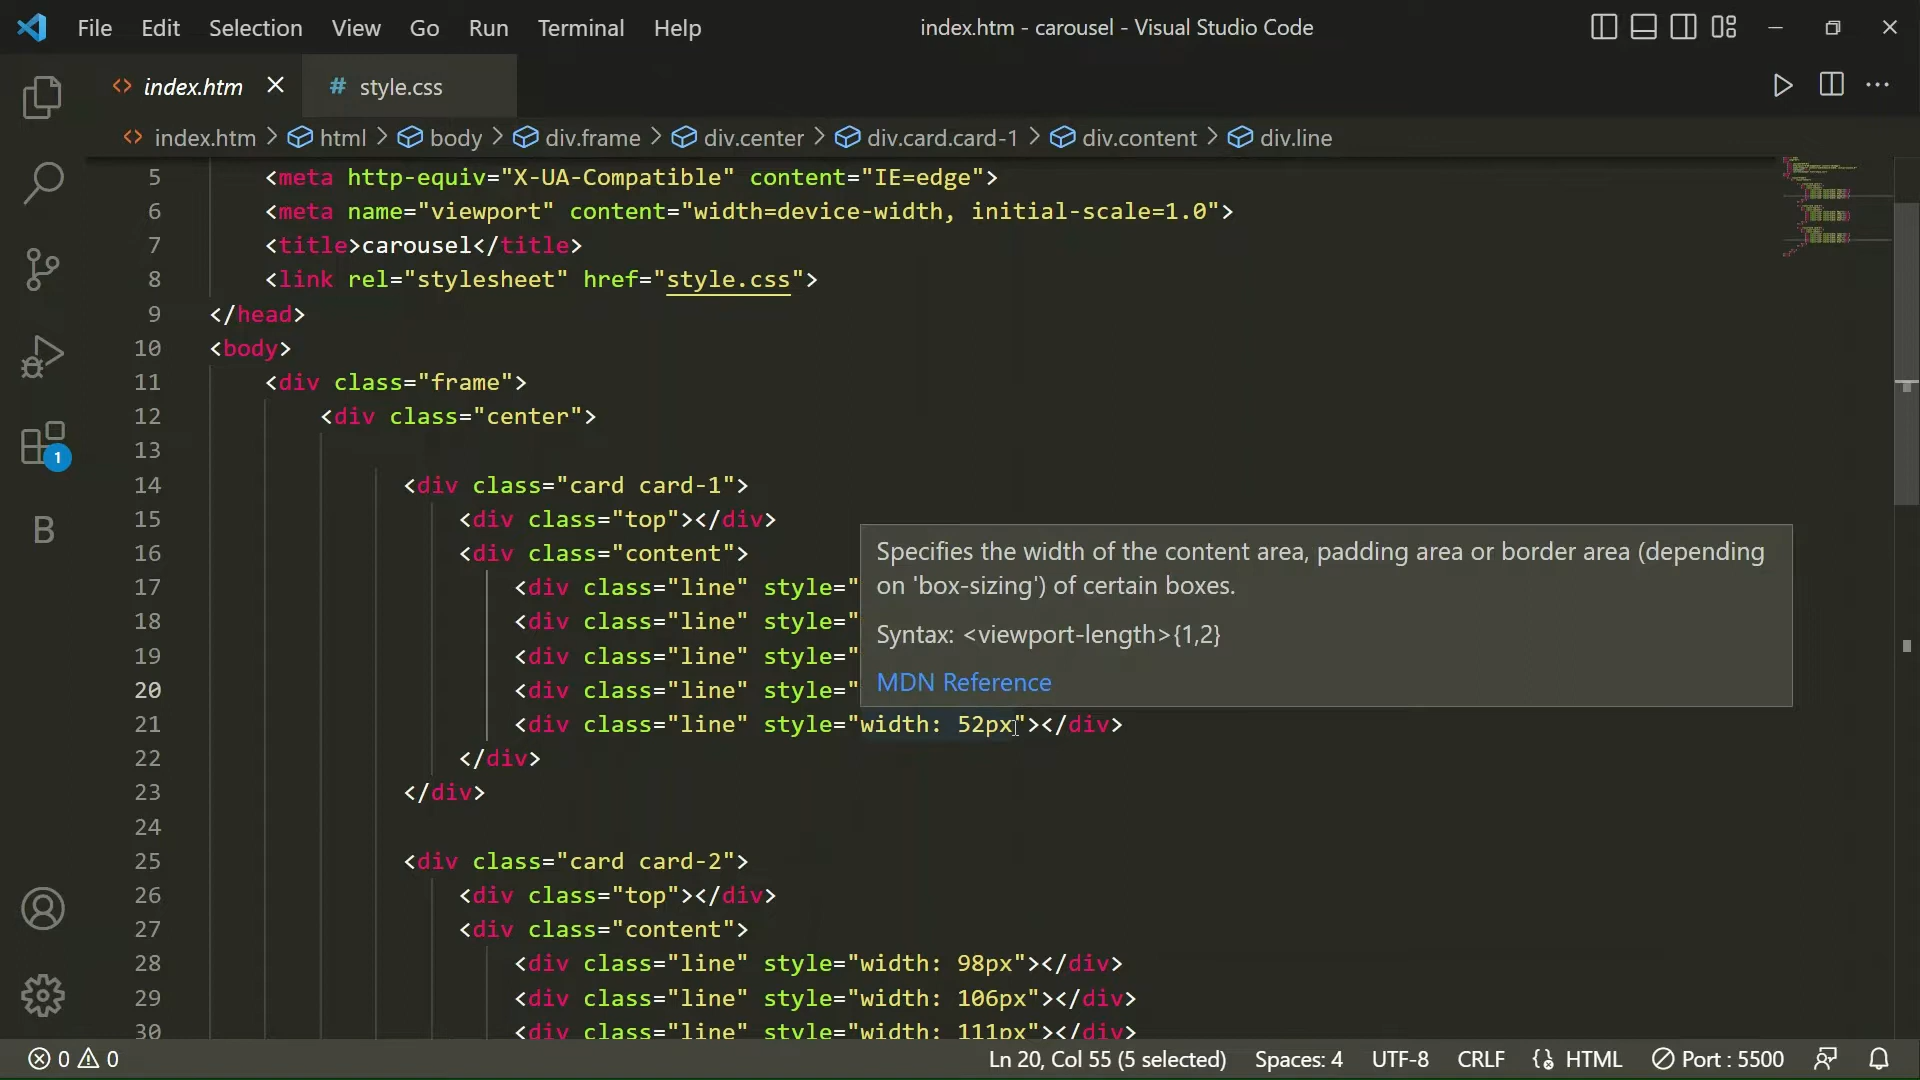 File Edit Selection View Go Run Terminal Help index.htm - carousel - Visual Studio Code
index.htm # style.css
index.htm > html > body > div.frame > div.center > div.card.card-1 > div.content > div.line
5 <meta http-equiv="X-UA-Compatible" content="IE=edge">
6 <meta name="viewport" content="width=device-width, initial-scale=1.0">
7 <title>carousel</title>
8 <link rel="stylesheet" href="style.css">
9 </head>
10 <body>
11 <div class="frame">
12 <div class="center">
13
14 <div class="card card-1">
15 <div class="top"></div>
16 <div class="content">
17 <div class="line" style="
18 <div class="line" style="
19 <div class="line" style="
20 <div class="line" style="
21 <div class="line" style="width: 52px"></div>
22 </div>
23 </div>
24
25 <div class="card card-2">
26 <div class="top"></div>
27 <div class="content">
28 <div class="line" style="width: 98px"></div>
29 <div class="line" style="width: 106px"></div>
30 <div class="line" style="width: 111px"></div>
Specifies the width of the content area, padding area or border area (depending
on 'box-sizing') of certain boxes.
Syntax: <viewport-length>{1,2}
MDN Reference
1
B
0 0 Ln 20, Col 55 (5 selected) Spaces: 4 UTF-8 CRLF HTML Port : 5500